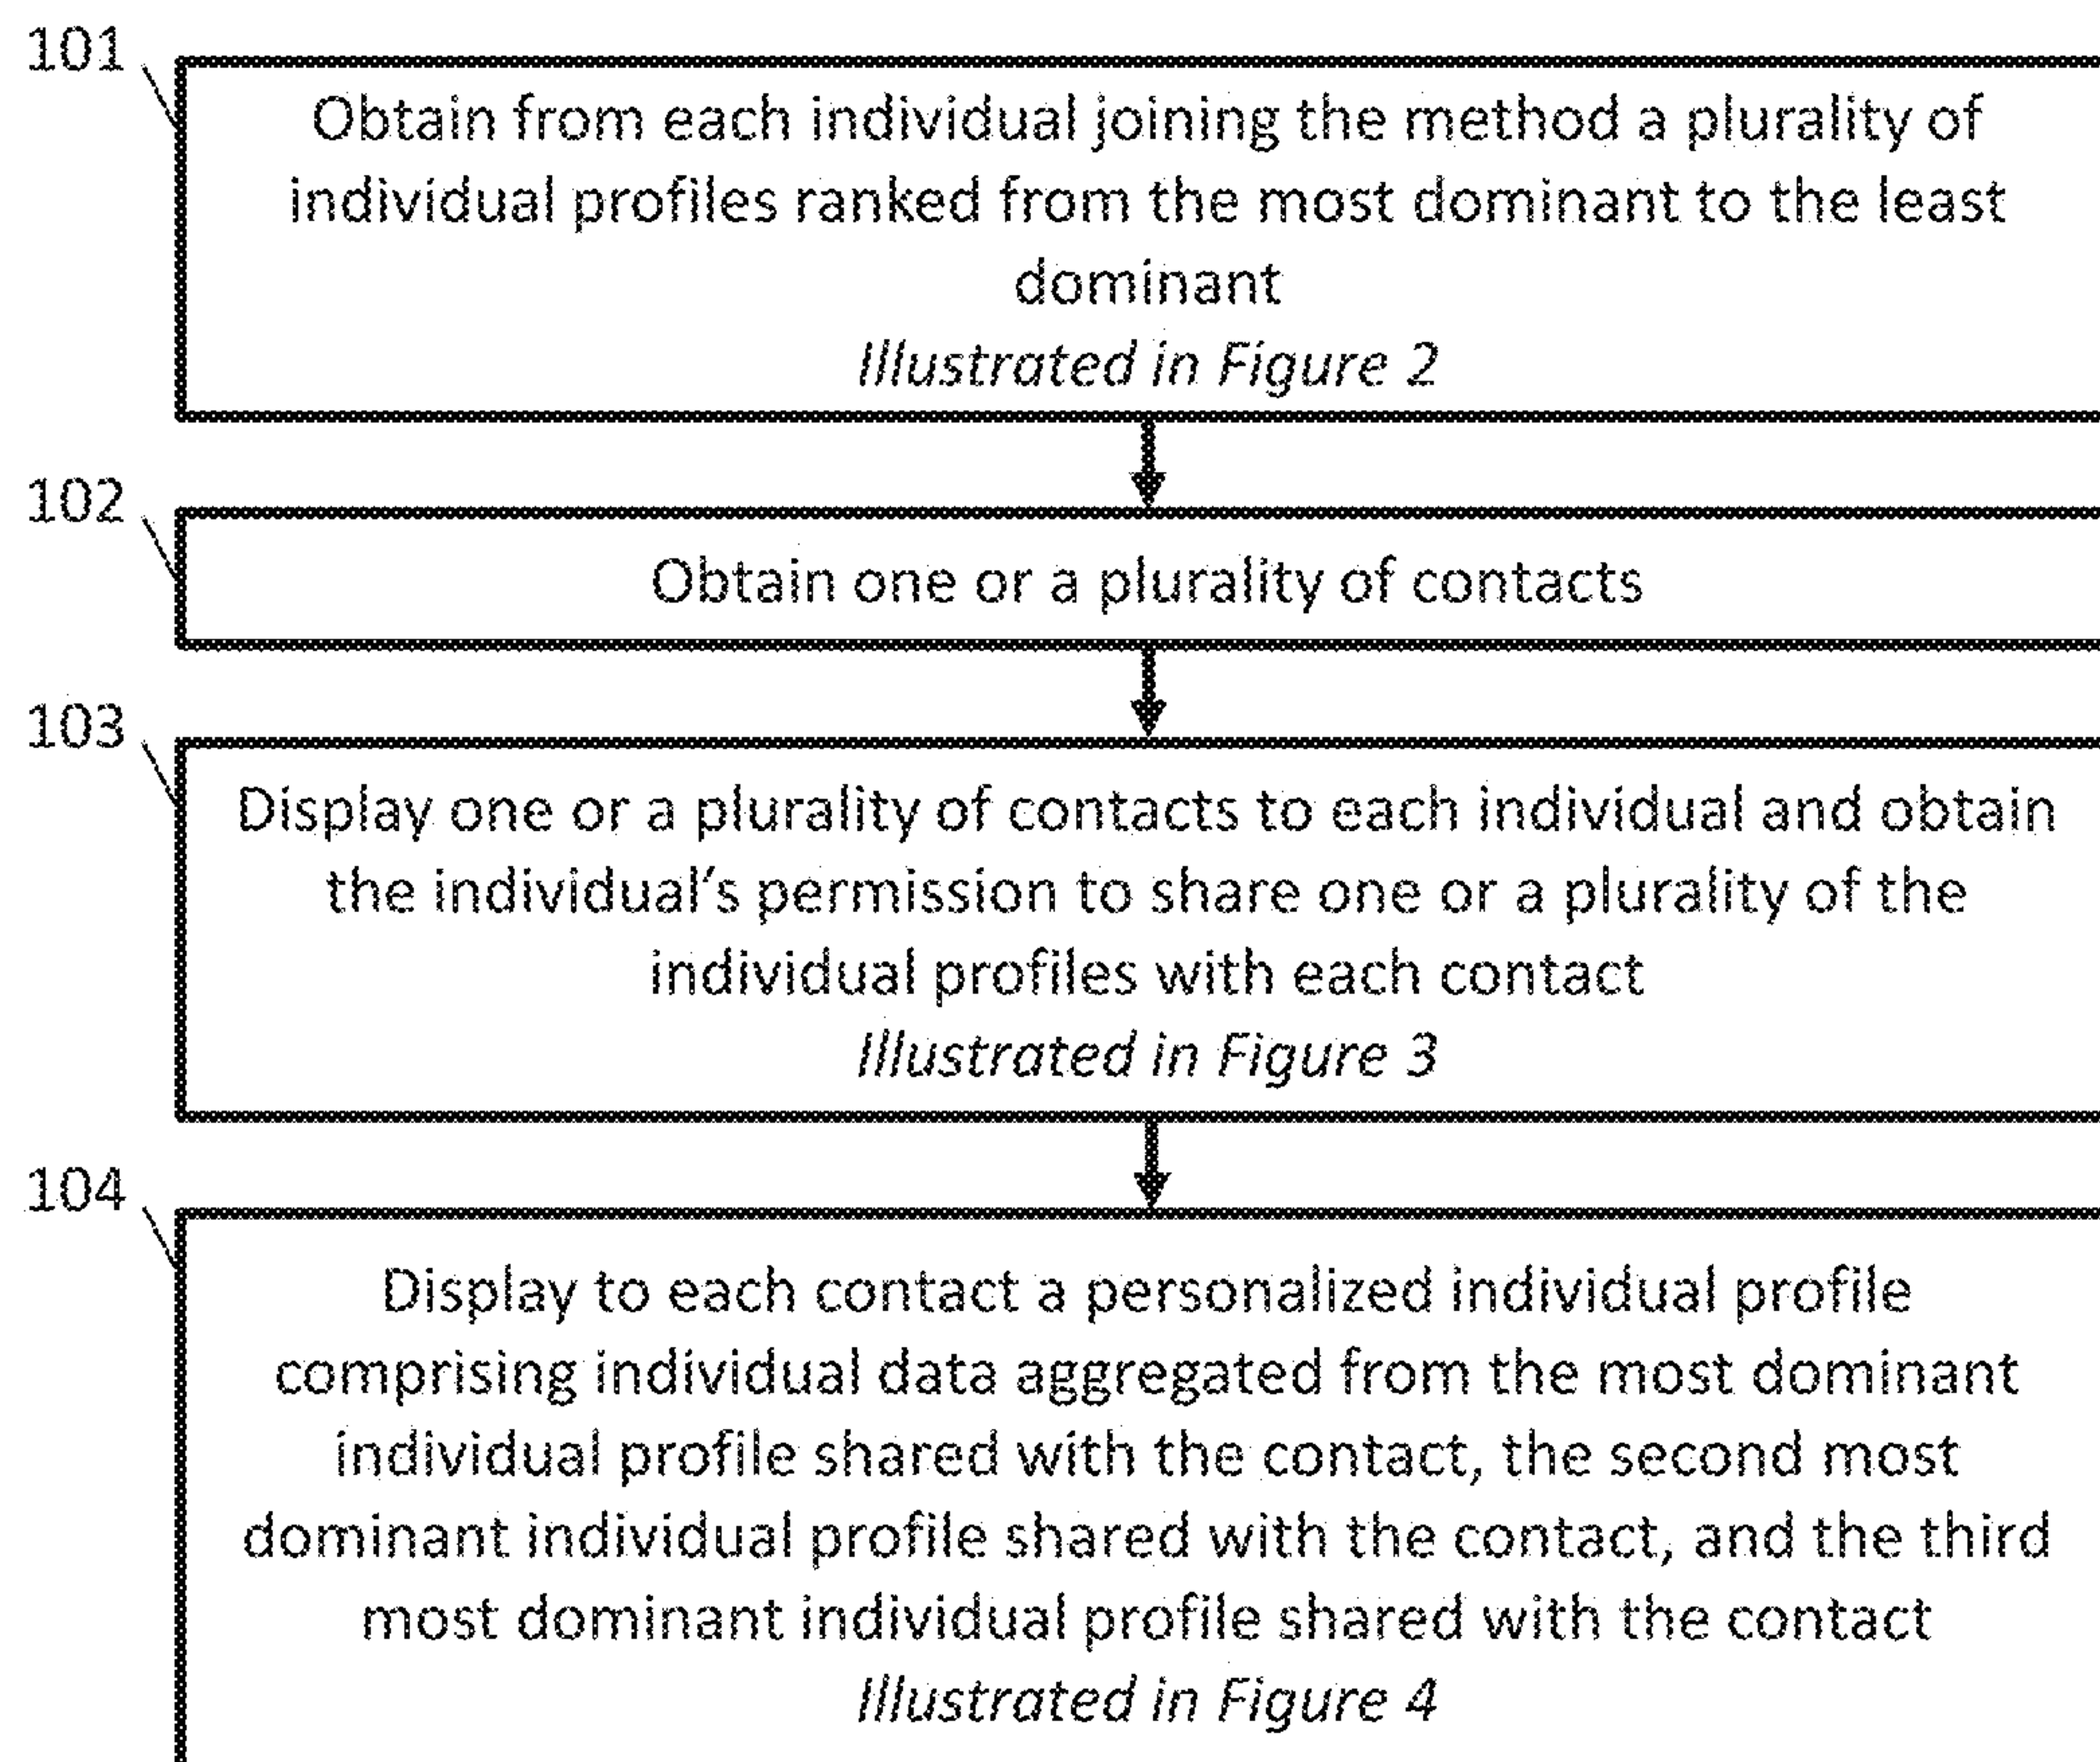 101
Obtain from each individual joining the method a plurality of
individual profiles ranked from the most dominant to the least
dominant
Illustrated in Figure 2
102
Obtain one or a plurality of contacts
103
Display one or a plurality of contacts to each individual and obtain
the individual's permission to share one or a plurality of the
individual profiles with each contact
Illustrated in Figure 3
104
Display to each contact a personalized individual profile
comprising individual data aggregated from the most dominant
individual profile shared with the contact, the second most
dominant individual profile shared with the contact, and the third
most dominant individual profile shared with the contact
Illustrated in Figure 4